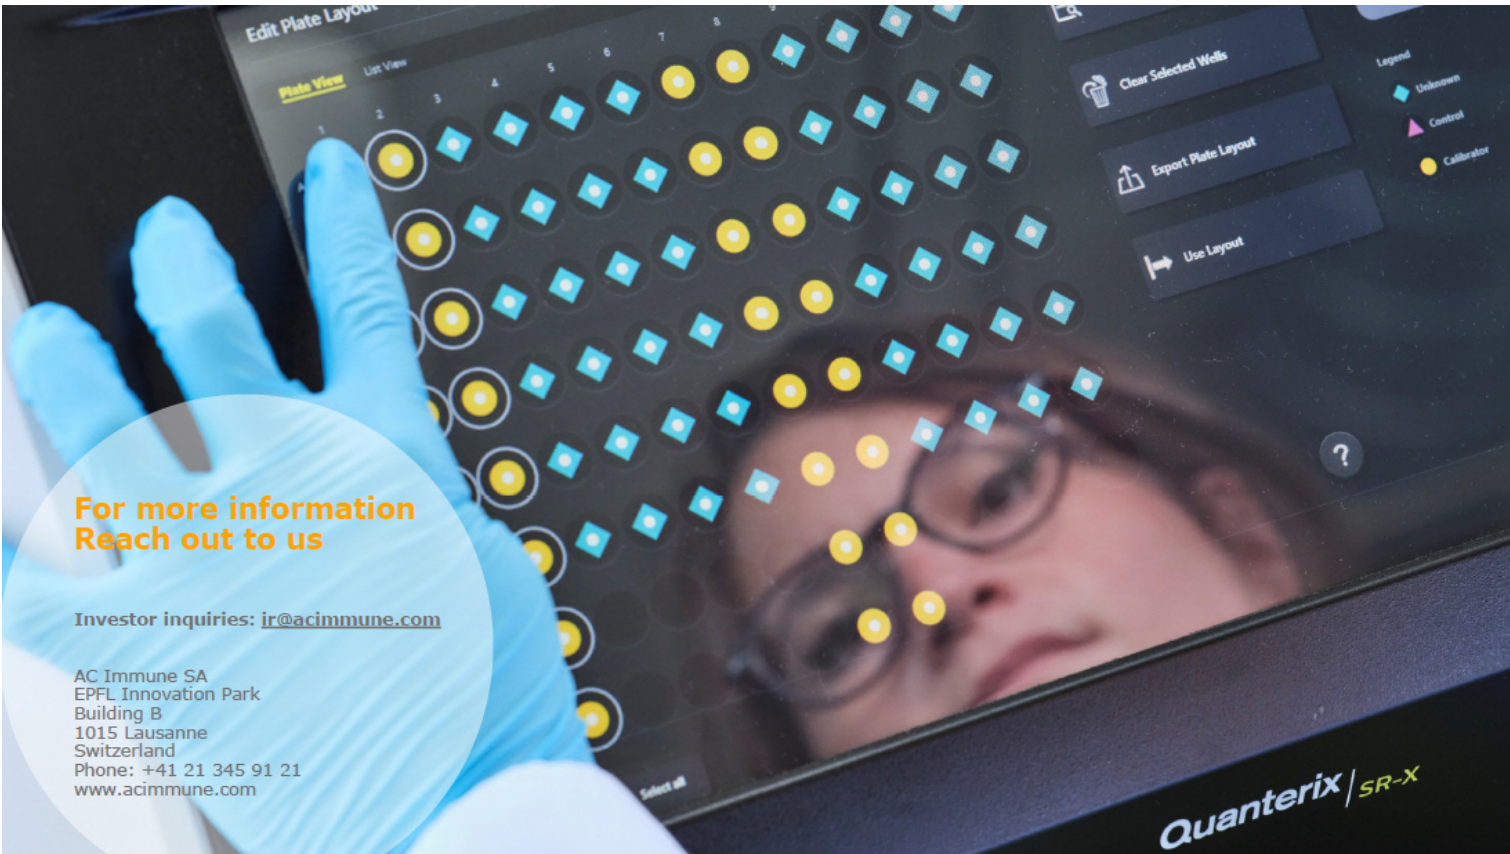 Edit Plate Layout
Plate View
List View
1
2
3
4
5
6
7
8
9
Clear Selected Wells
Export Plate Layout
Use Layout
Legend
Unknown
Control
Calibrator
?
For more information
Reach out to us
Investor inquiries: ir@acimmune.com
AC Immune SA
EPFL Innovation Park
Building B
1015 Lausanne
Switzerland
Phone: +41 21 345 91 21
www.acimmune.com
Select all
Quanterix | SR-X